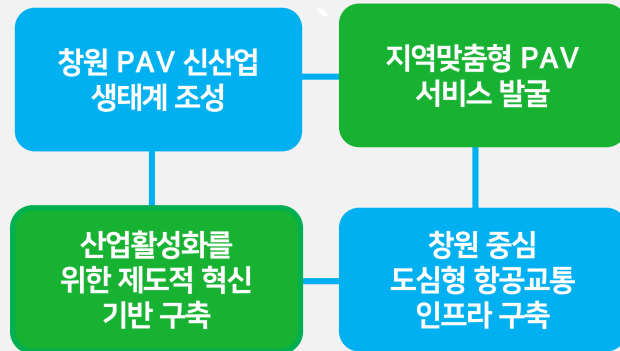 창원 PAV 신산업
생태계 조성
지역맞춤형 PAV
서비스 발굴
산업활성화를
위한 제도적 혁신
기반 구축
창원 중심
도심형 항공교통
인프라 구축